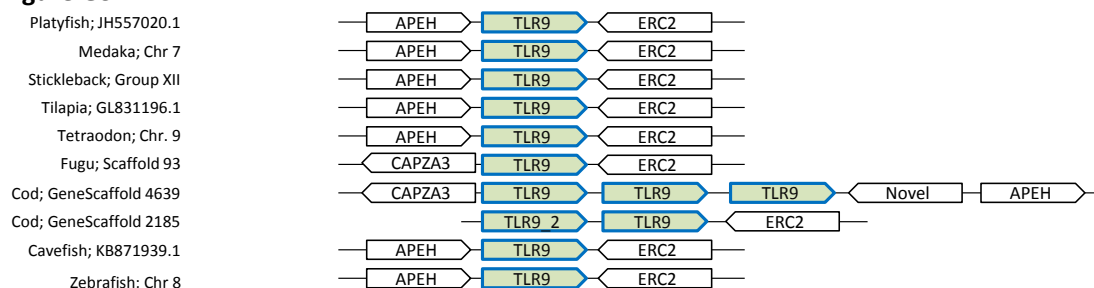 Platyfish; JH557020.1 APEH TLR9 ERC2
Medaka; Chr 7 APEH TLR9 ERC2
Stickleback; Group XII APEH TLR9 ERC2
Tilapia; GL831196.1 APEH TLR9 ERC2
Tetraodon; Chr. 9 APEH TLR9 ERC2
Fugu; Scaffold 93 CAPZA3 TLR9 ERC2
Cod; GeneScaffold 4639 CAPZA3 TLR9 TLR9 TLR9 Novel APEH
Cod; GeneScaffold 2185 TLR9_2 TLR9 ERC2
Cavefish; KB871939.1 APEH TLR9 ERC2
Zebrafish; Chr 8 APEH TLR9 ERC2